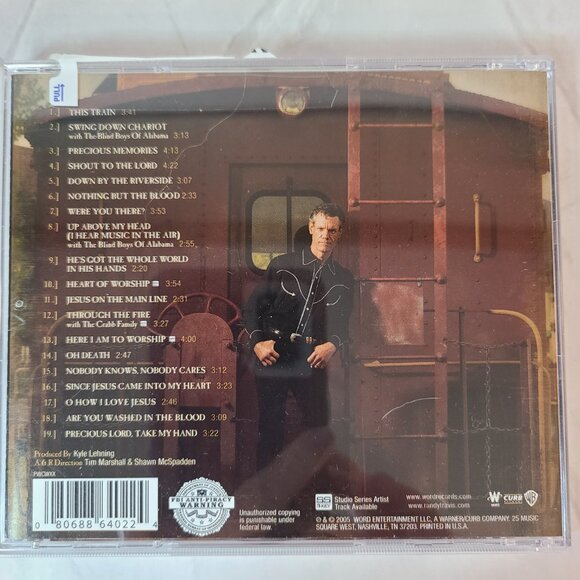 PULL
1.] THIS TRAIN 3:41
2.] SWING DOWN CHARIOT
with The Blind Boys Of Alabama 3:13
3.] PRECIOUS MEMORIES 4:13
4.] SHOUT TO THE LORD 4:22
5.] DOWN BY THE RIVERSIDE 3:07
6.] NOTHING BUT THE BLOOD 2:33
7.] WERE YOU THERE? 3:53
8.] UP ABOVE MY HEAD
(I HEAR MUSIC IN THE AIR)
with The Blind Boys Of Alabama 2:55
9.] HE'S GOT THE WHOLE WORLD
IN HIS HANDS 2:20
10.] HEART OF WORSHIP 3:54
11.] JESUS ON THE MAIN LINE 2:31
12.] THROUGH THE FIRE
with The Crabb Family 3:27
13.] HERE I AM TO WORSHIP 4:00
14.] OH DEATH 2:47
15.] NOBODY KNOWS, NOBODY CARES 3:12
16.] SINCE JESUS CAME INTO MY HEART 3:23
17.] O HOW I LOVE JESUS 2:46
18.] ARE YOU WASHED IN THE BLOOD 3:09
19.] PRECIOUS LORD, TAKE MY HAND 3:22
Produced By Kyle Lehning
A & R Direction Tim Marshall & Shawn McSpadden
0 80688 64022 4
FBI ANTI-PIRACY
WARNING
Unauthorized copying
is punishable under
federal law.
Studio Series Artist
Track Available
www.wordrecords.com
www.randytravis.com
WORD
CURB
WB
℗ & © 2005 WORD ENTERTAINMENT LLC, A WARNER/CURB COMPANY. 25 MUSIC
SQUARE WEST, NASHVILLE, TN 37203. PRINTED IN U.S.A.